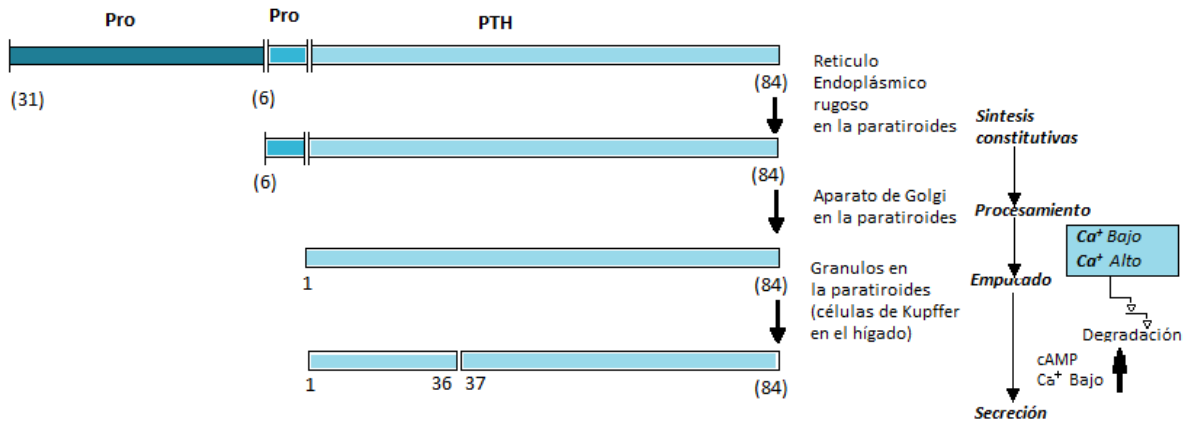 Pro
Pro
PTH
(31)
(6)
(84)
Reticulo
Endoplásmico
rugoso
en la paratiroides
Sintesis
constitutivas
(6)
(84)
Aparato de Golgi
en la paratiroides
Procesamiento
Ca⁺ Bajo
Ca⁺ Alto
1
(84)
Granulos en
la paratiroides
(células de Kupffer
en el hígado)
Empucado
Degradación
1
36
37
(84)
cAMP
Ca⁺ Bajo
Secreción